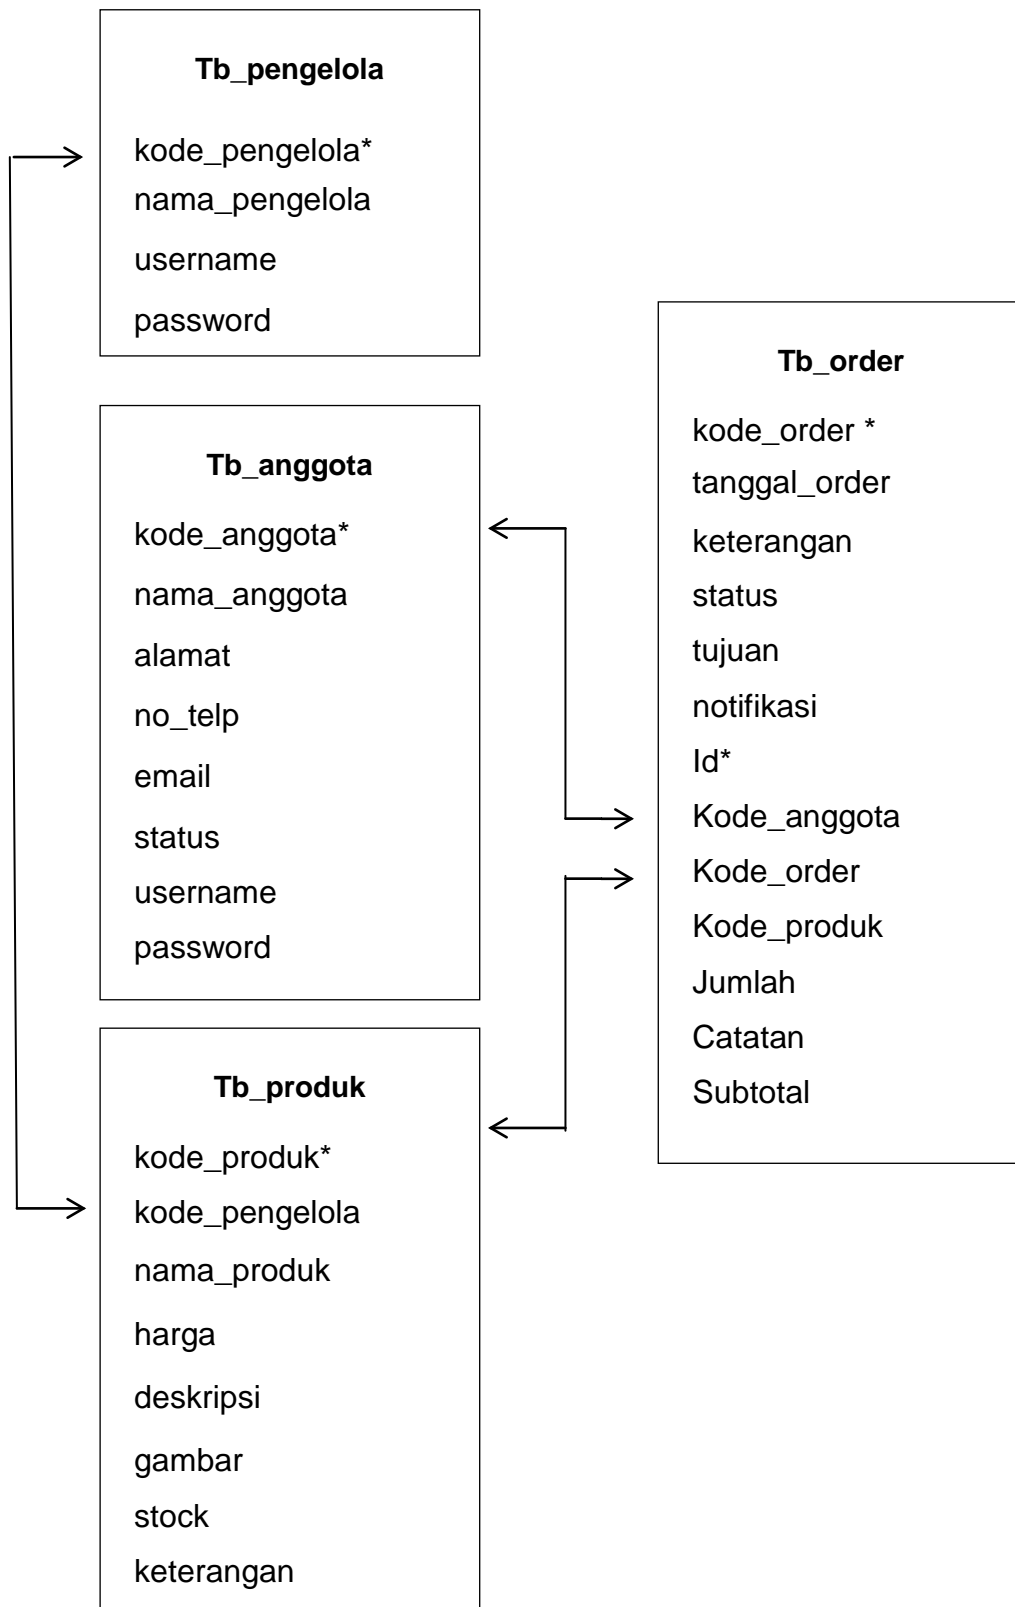 Tb_pengelola
kode_pengelola*
nama_pengelola
username
password
Tb_anggota
kode_anggota*
nama_anggota
alamat
no_telp
email
status
username
password
Tb_produk
kode_produk*
kode_pengelola
nama_produk
harga
deskripsi
gambar
stock
keterangan
Tb_order
kode_order *
tanggal_order
keterangan
status
tujuan
notifikasi
Id*
Kode_anggota
Kode_order
Kode_produk
Jumlah
Catatan
Subtotal